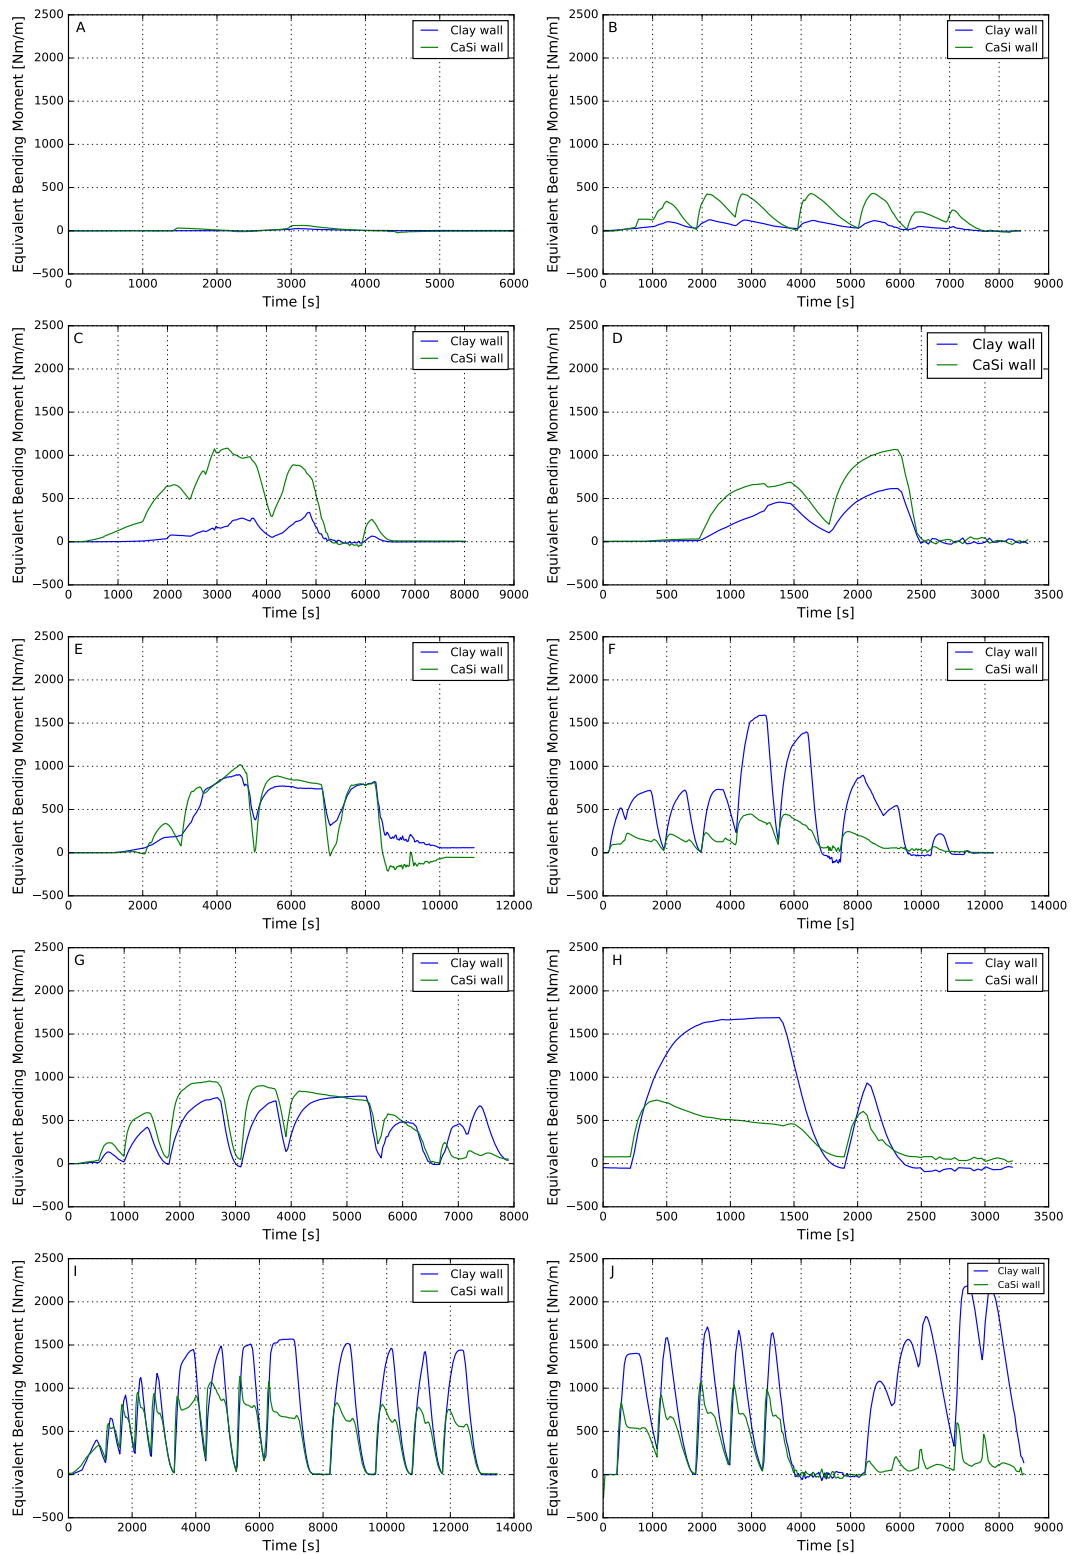 A
Clay wall
CaSi wall
Equivalent Bending Moment [Nm/m]
2500
2000
1500
1000
500
0
−500
0 1000 2000 3000 4000 5000 6000
Time [s]
B
Clay wall
CaSi wall
Equivalent Bending Moment [Nm/m]
2500
2000
1500
1000
500
0
−500
0 1000 2000 3000 4000 5000 6000 7000 8000 9000
Time [s]
C
Clay wall
CaSi wall
Equivalent Bending Moment [Nm/m]
2500
2000
1500
1000
500
0
−500
0 1000 2000 3000 4000 5000 6000 7000 8000 9000
Time [s]
D
Clay wall
CaSi wall
Equivalent Bending Moment [Nm/m]
2500
2000
1500
1000
500
0
−500
0 500 1000 1500 2000 2500 3000 3500
Time [s]
E
Clay wall
CaSi wall
Equivalent Bending Moment [Nm/m]
2500
2000
1500
1000
500
0
−500
0 2000 4000 6000 8000 10000 12000
Time [s]
F
Clay wall
CaSi wall
Equivalent Bending Moment [Nm/m]
2500
2000
1500
1000
500
0
−500
0 2000 4000 6000 8000 10000 12000 14000
Time [s]
G
Clay wall
CaSi wall
Equivalent Bending Moment [Nm/m]
2500
2000
1500
1000
500
0
−500
0 1000 2000 3000 4000 5000 6000 7000 8000
Time [s]
H
Clay wall
CaSi wall
Equivalent Bending Moment [Nm/m]
2500
2000
1500
1000
500
0
−500
0 500 1000 1500 2000 2500 3000 3500
Time [s]
I
Clay wall
CaSi wall
Equivalent Bending Moment [Nm/m]
2500
2000
1500
1000
500
0
−500
0 2000 4000 6000 8000 10000 12000 14000
Time [s]
J
Clay wall
CaSi wall
Equivalent Bending Moment [Nm/m]
2500
2000
1500
1000
500
0
−500
0 1000 2000 3000 4000 5000 6000 7000 8000 9000
Time [s]